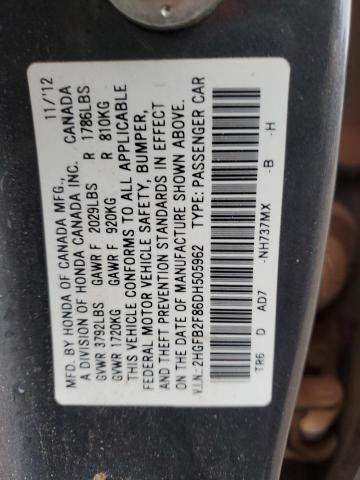 MFD. BY HONDA OF CANADA MFG., 11/'12
A DIVISION OF HONDA CANADA INC. CANADA
GVWR 3792LBS GAWR F 2029LBS R 1786LBS
GVWR 1720KG GAWR F 920KG R 810KG
THIS VEHICLE CONFORMS TO ALL APPLICABLE
FEDERAL MOTOR VEHICLE SAFETY, BUMPER,
AND THEFT PREVENTION STANDARDS IN EFFECT
ON THE DATE OF MANUFACTURE SHOWN ABOVE.
V.I.N.: 2HGFB2F86DH505962 TYPE: PASSENGER CAR
TR6 D AD7 -NH737MX -B -H